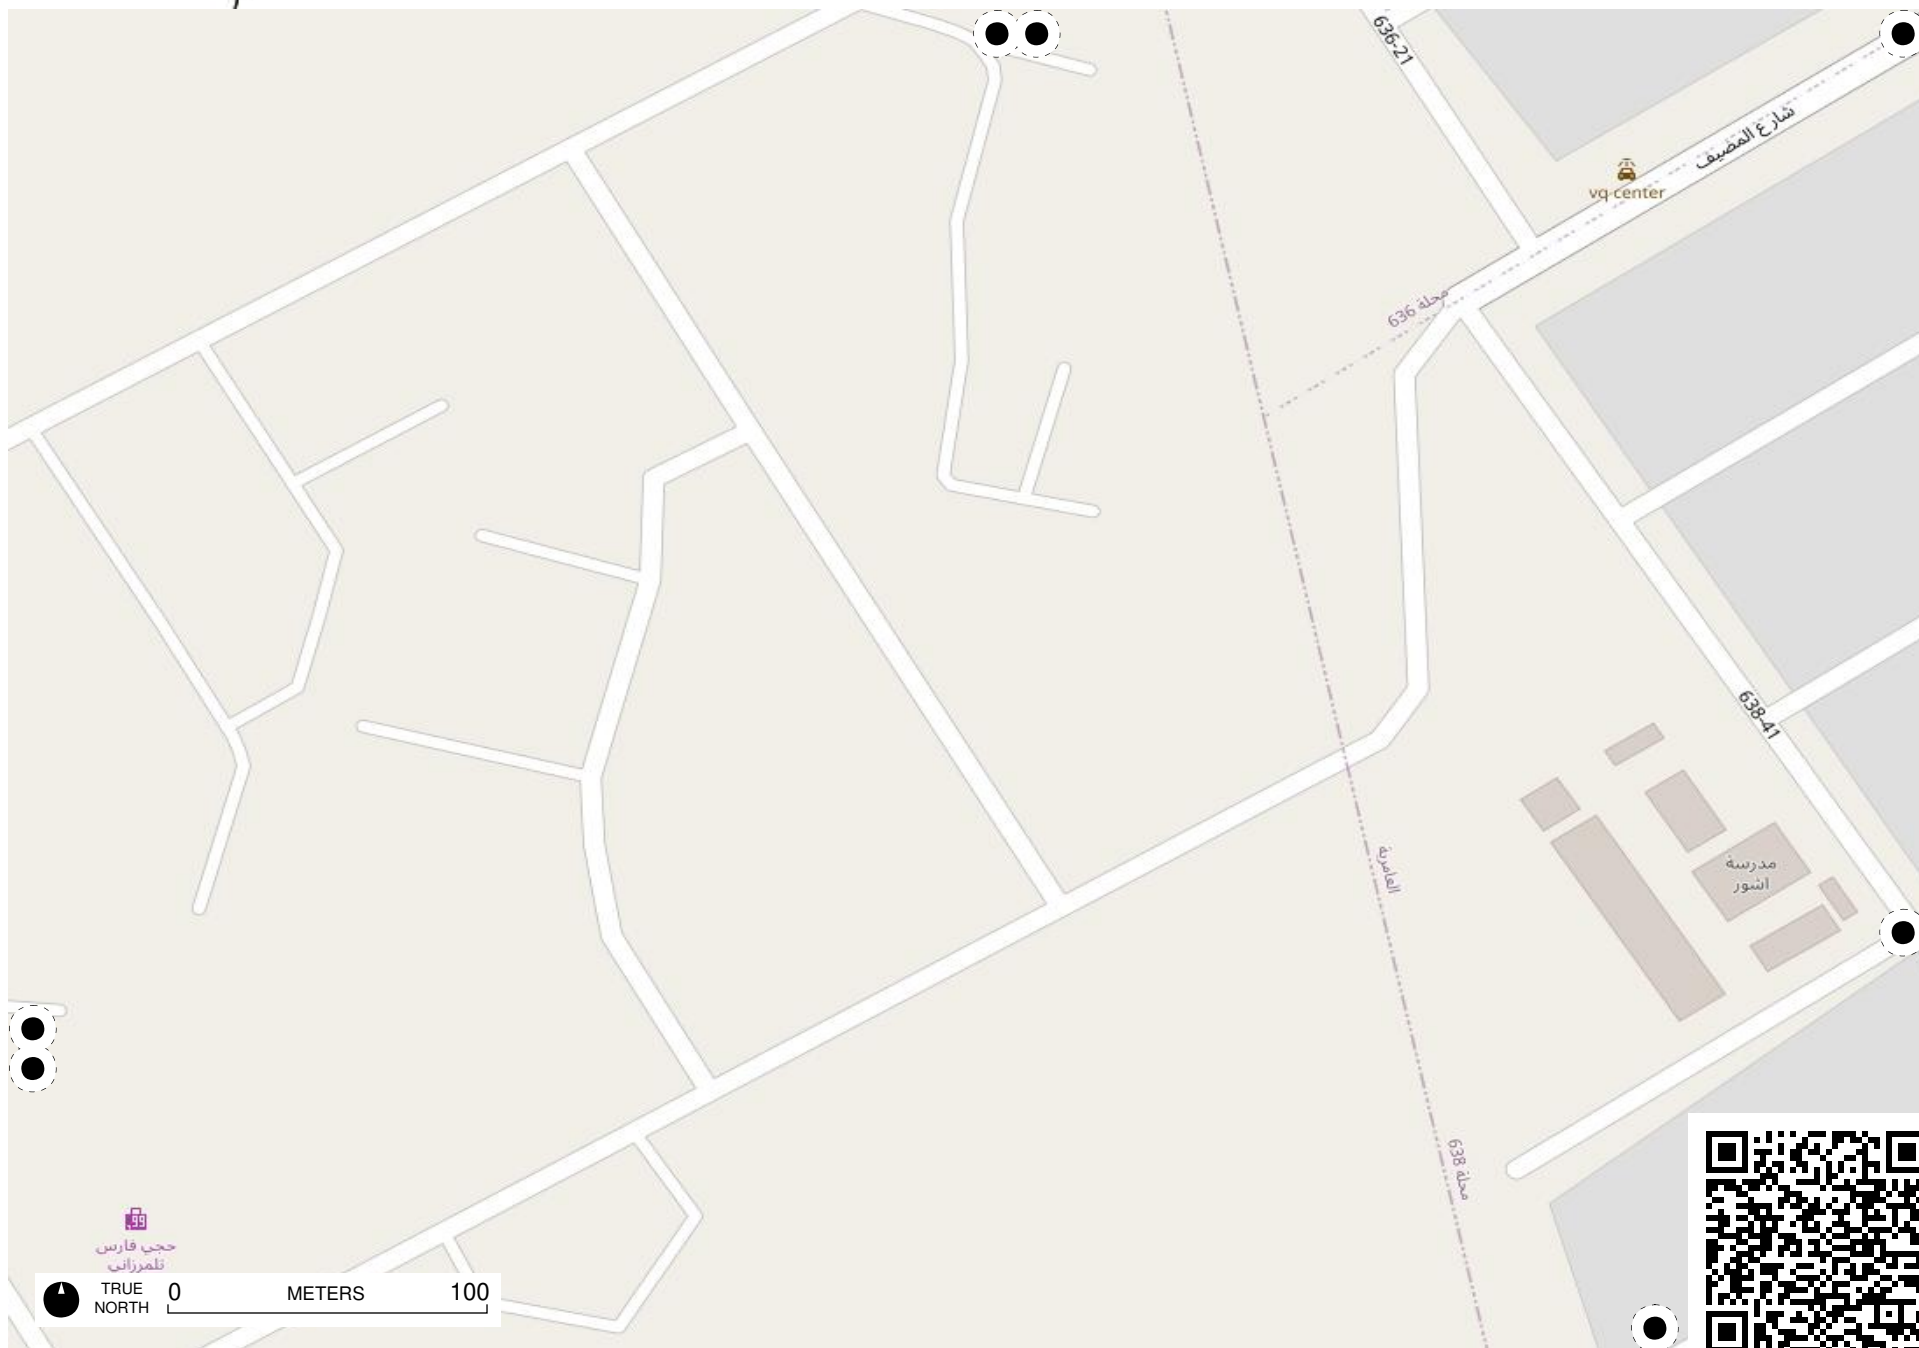 636-21
شارع المضيف
vq center
محلة 636
638-41
العامرية
مدرسة
اشور
محلة 638
حجي فارس
تلمرزاني
TRUE
NORTH
0 METERS 100